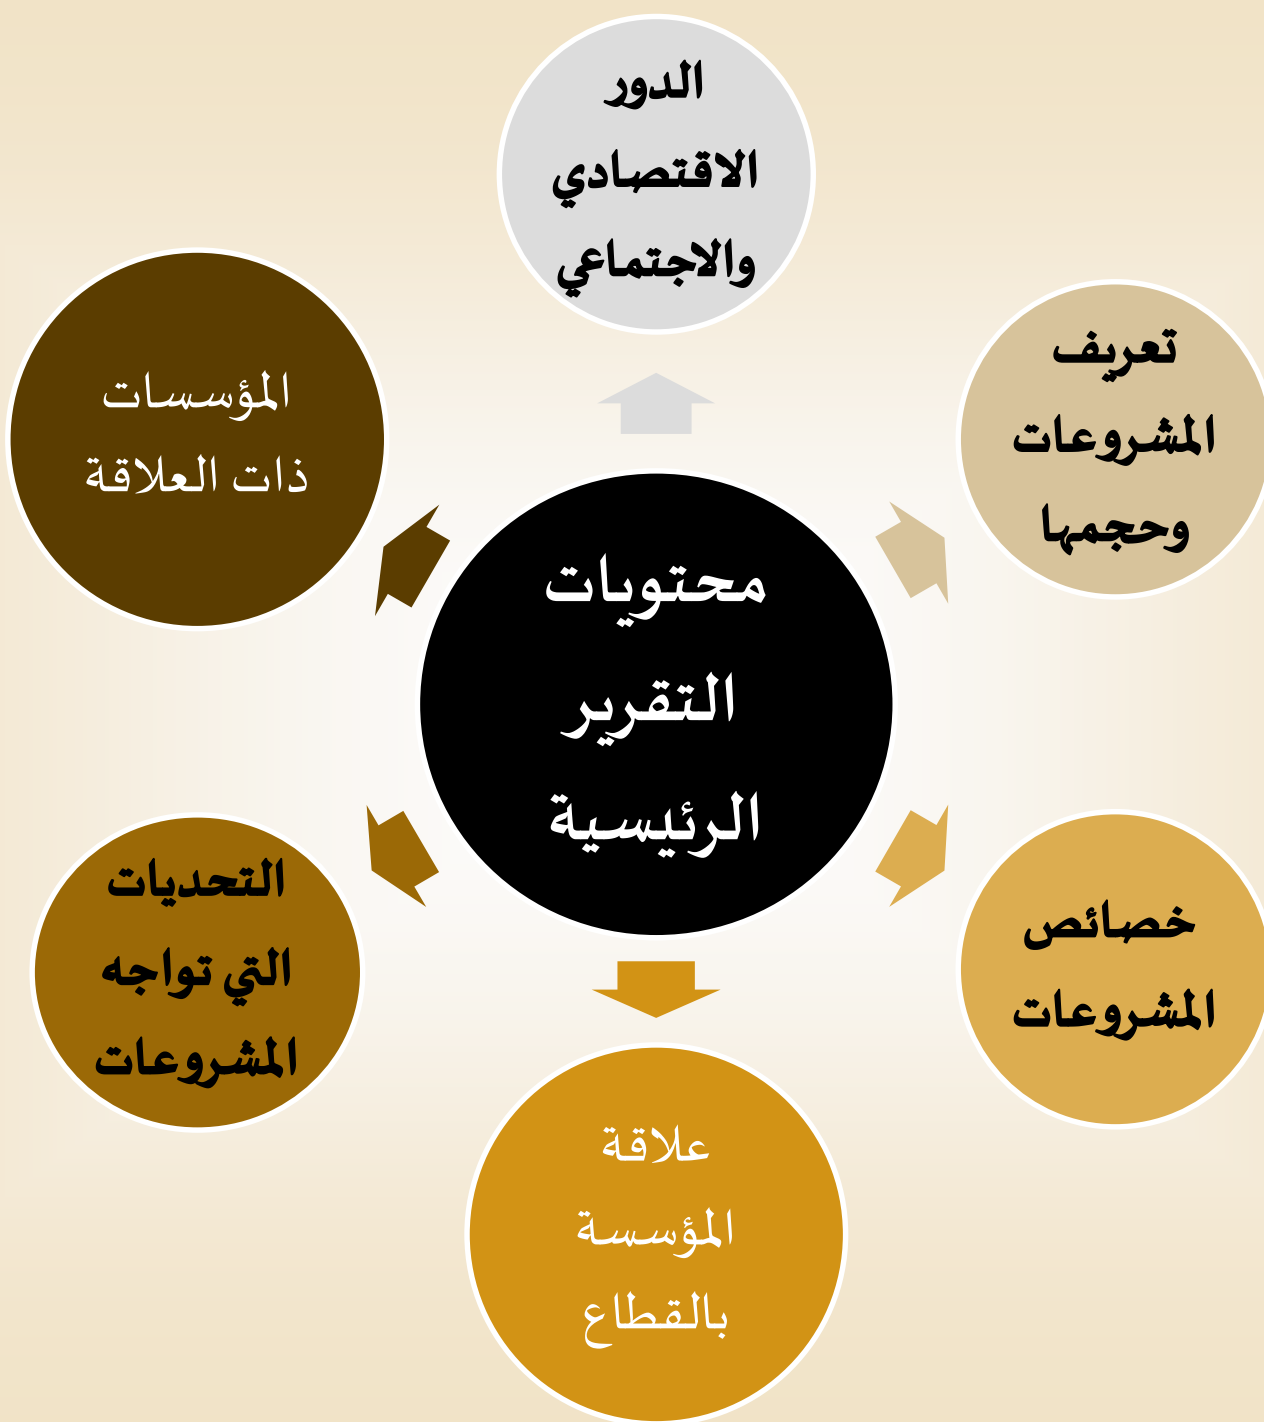 الدور
الاقتصادي
والاجتماعي
تعريف
المشروعات
وحجمها
خصائص
المشروعات
علاقة
المؤسسة
بالقطاع
التحديات
التي تواجه
المشروعات
المؤسسات
ذات العلاقة
محتويات
التقرير
الرئيسية